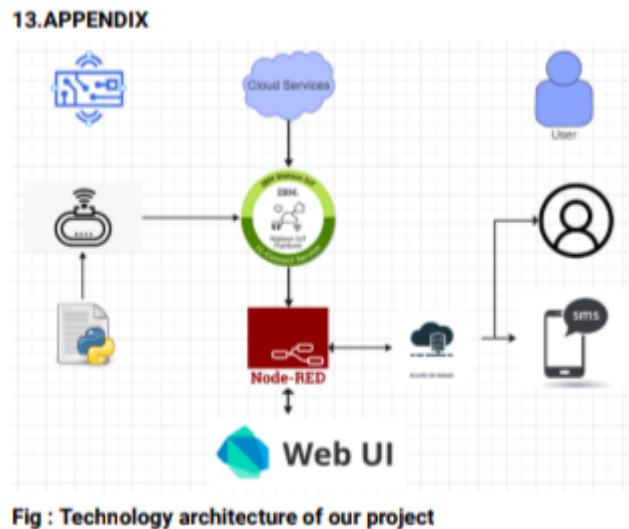 13.APPENDIX
Cloud Services
User
IBM Watson IoT
IBM.
Watson IoT
Platform
sms
Node-RED
Web UI
Fig : Technology architecture of our project